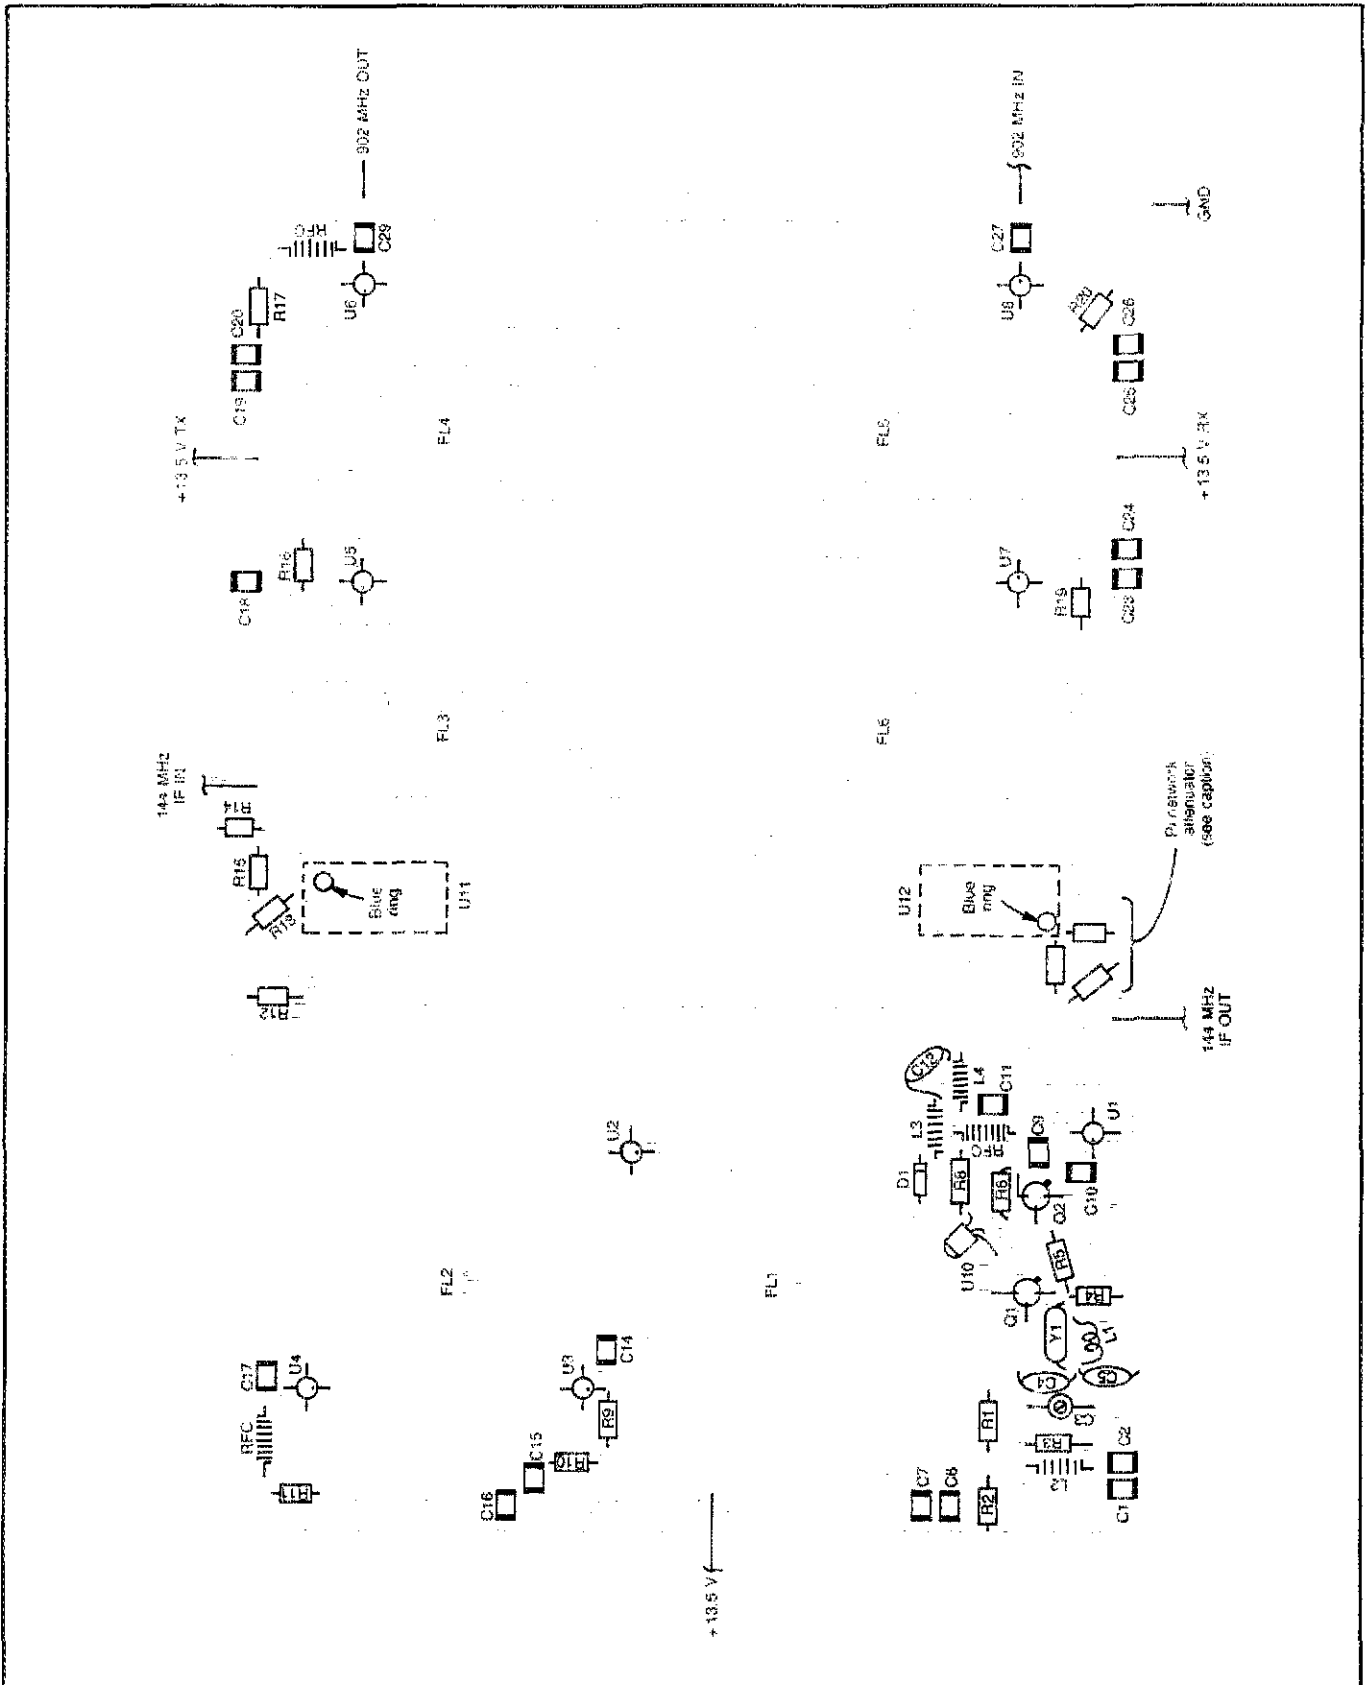 902 MHz OUT
902 MHz IN
GND
RFC
C29
U6
R17
C20
C19
+13.5 V TX
FL4
C27
U8
R20
C26
C25
FL5
+13.5 V RX
C18
R16
U5
U7
R19
C24
C23
144 MHz
IF IN
R14
R15
R13
R12
FL3
FL6
Blue
ring
U11
U12
Blue
ring
Pi network
attenuator
(see caption)
144 MHz
IF OUT
U2
FL2
FL1
C17
U4
RFC
R11
U3
C14
R9
R10
C15
C16
+13.5 V
D1
L3
L4
C11
RFC
R8
R6
C9
U1
C10
Q2
U10
Q1
R5
R4
Y1
L1
C4
C5
C3
R1
R3
L2
C2
C1
R2
C7